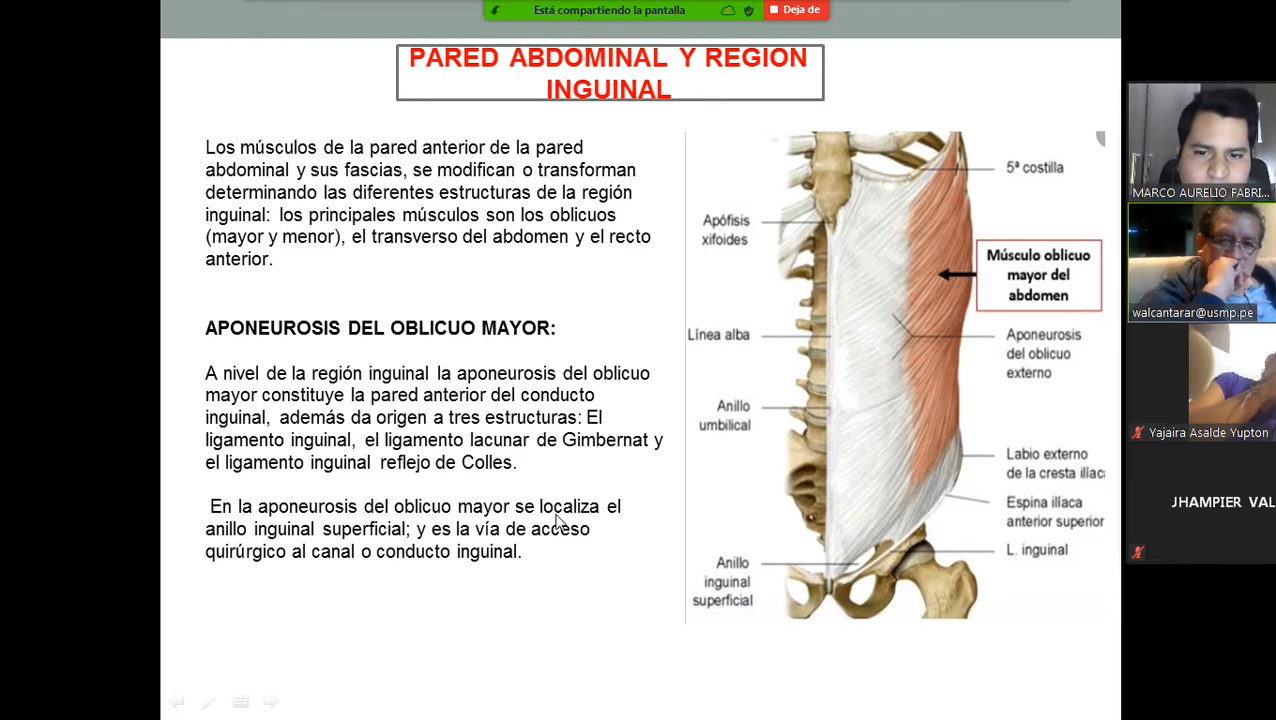 Está compartiendo la pantalla
Deja de
PARED ABDOMINAL Y REGION
INGUINAL
Los músculos de la pared anterior de la pared
abdominal y sus fascias, se modifican o transforman
determinando las diferentes estructuras de la región
inguinal: los principales músculos son los oblicuos
(mayor y menor), el transverso del abdomen y el recto
anterior.
APONEUROSIS DEL OBLICUO MAYOR:
A nivel de la región inguinal la aponeurosis del oblicuo
mayor constituye la pared anterior del conducto
inguinal, además da origen a tres estructuras: El
ligamento inguinal, el ligamento lacunar de Gimbernat y
el ligamento inguinal reflejo de Colles.
En la aponeurosis del oblicuo mayor se localiza el
anillo inguinal superficial; y es la vía de acceso
quirúrgico al canal o conducto inguinal.
5ª costilla
Apófisis
xifoides
Músculo oblicuo
mayor del
abdomen
Línea alba
Aponeurosis
del oblicuo
externo
Anillo
umbilical
Labio externo
de la cresta ilíaca
Espina ilíaca
anterior superior
L. inguinal
Anillo
inguinal
superficial
MARCO AURELIO FABRI...
walcantarar@usmp.pe
Yajaira Asalde Yupton
JHAMPIER VAL